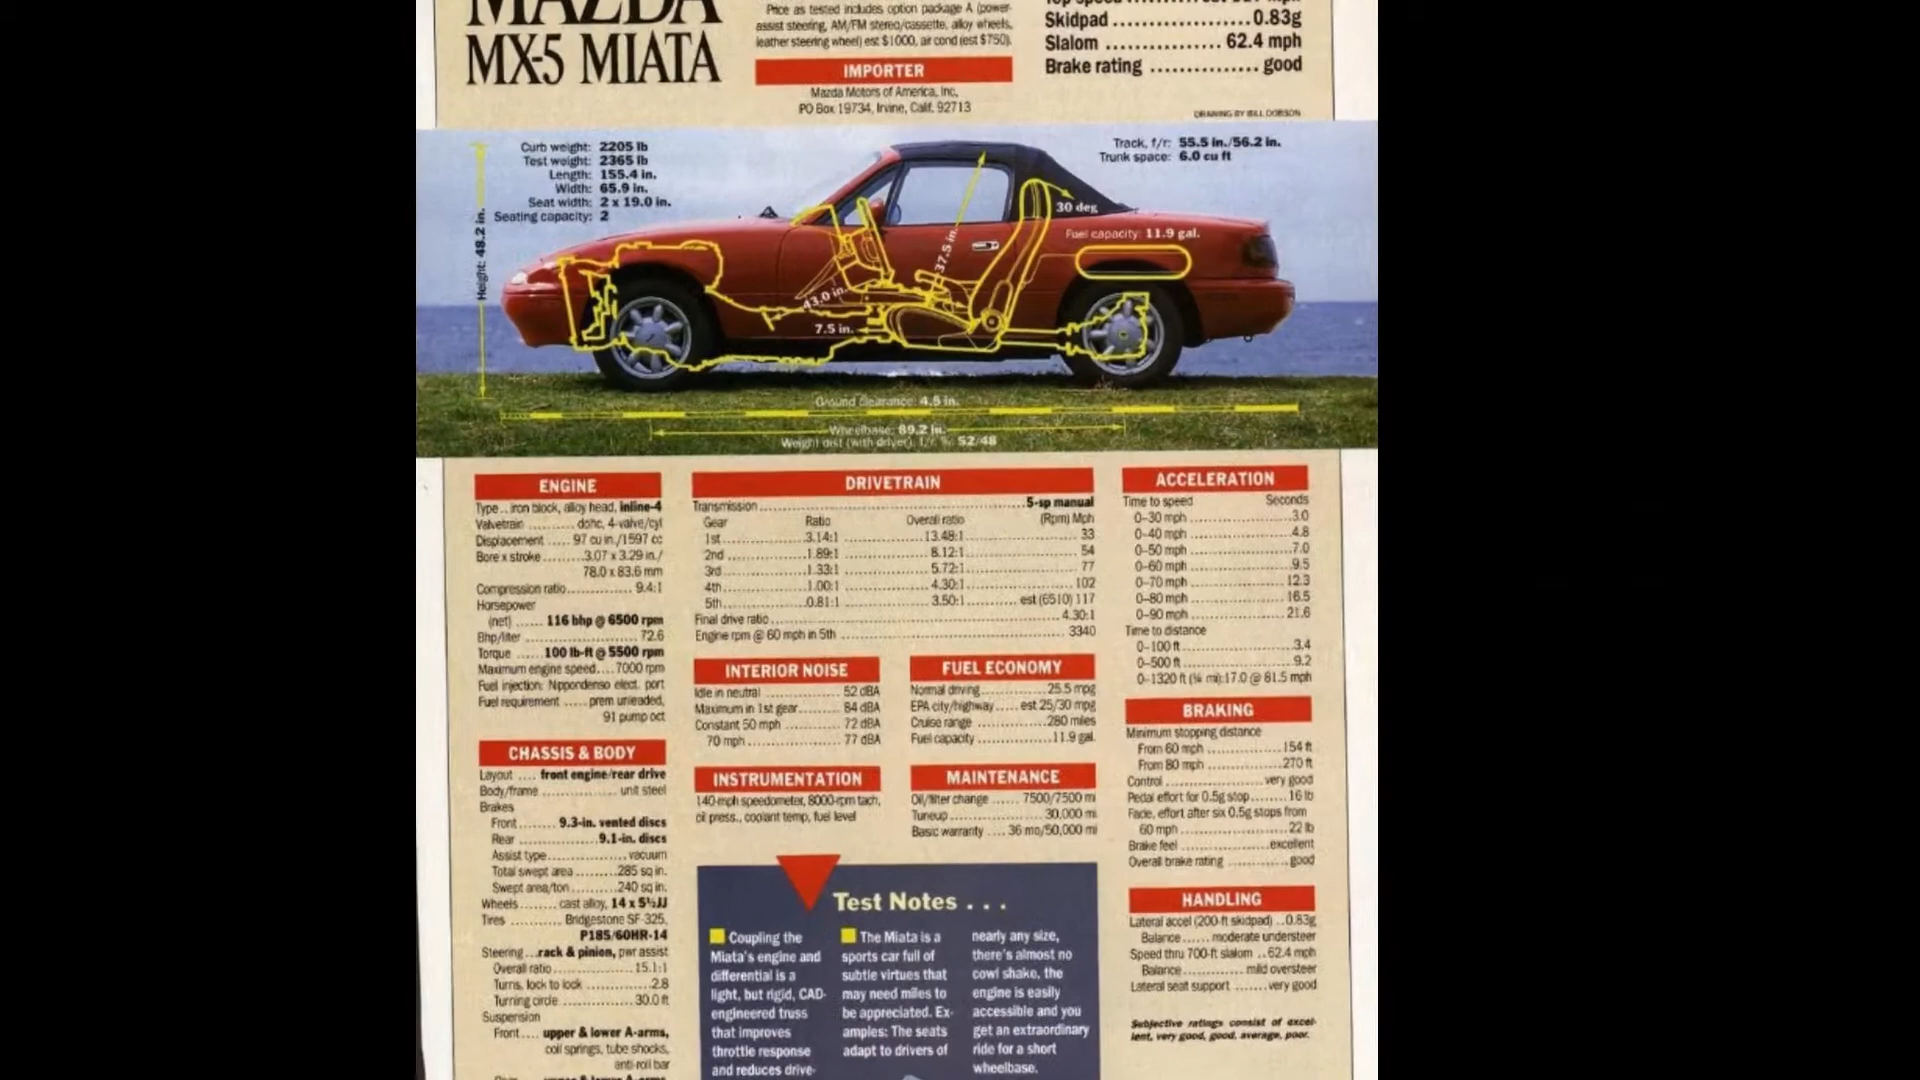 MAZDA
MX-5 MIATA
Price as tested includes option package A (power-
assist steering, AM/FM stereo/cassette, alloy wheels,
leather steering wheel) est $1000, air cond (est $750).
IMPORTER
Mazda Motors of America, Inc.
PO Box 19734, Irvine, Calif. 92713
Skidpad 0.83g
Slalom 62.4 mph
Brake rating good
DRAWING BY BILL DOBSON
Curb weight: 2205 lb
Test weight: 2365 lb
Length: 155.4 in.
Width: 65.9 in.
Seat width: 2 x 19.0 in.
Seating capacity: 2
Height: 48.2 in.
Track, f/r: 55.5 in./56.2 in.
Trunk space: 6.0 cu ft
30 deg
Fuel capacity: 11.9 gal.
37.5 in.
43.0 in.
7.5 in.
Ground clearance: 4.5 in.
Wheelbase: 89.2 in.
Weight dist (with driver), f/r, %: 52/48
ENGINE
Type .. iron block, alloy head, inline-4
Valvetrain dohc, 4-valve/cyl
Displacement 97 cu in./1597 cc
Bore x stroke 3.07 x 3.29 in./
78.0 x 83.6 mm
Compression ratio 9.4:1
Horsepower
(net) 116 bhp @ 6500 rpm
Bhp/liter 72.6
Torque 100 lb-ft @ 5500 rpm
Maximum engine speed 7000 rpm
Fuel injection: Nippondenso elect. port
Fuel requirement prem unleaded,
91 pump oct
CHASSIS & BODY
Layout front engine/rear drive
Body/frame unit steel
Brakes
Front 9.3-in. vented discs
Rear 9.1-in. discs
Assist type vacuum
Total swept area 285 sq in.
Swept area/ton 240 sq in.
Wheels cast alloy, 14 x 5½JJ
Tires Bridgestone SF-325,
P185/60HR-14
Steering rack & pinion, pwr assist
Overall ratio 15.1:1
Turns, lock to lock 2.8
Turning circle 30.0 ft
Suspension
Front upper & lower A-arms,
coil springs, tube shocks,
anti-roll bar
DRIVETRAIN
Transmission 5-sp manual
Gear Ratio Overall ratio (Rpm) Mph
1st 3.14:1 13.48:1 33
2nd 1.89:1 8.12:1 54
3rd 1.33:1 5.72:1 77
4th 1.00:1 4.30:1 102
5th 0.81:1 3.50:1 est (6510) 117
Final drive ratio 4.30:1
Engine rpm @ 60 mph in 5th 3340
INTERIOR NOISE
Idle in neutral 52 dBA
Maximum in 1st gear 84 dBA
Constant 50 mph 72 dBA
70 mph 77 dBA
INSTRUMENTATION
140-mph speedometer, 8000-rpm tach,
oil press., coolant temp, fuel level
FUEL ECONOMY
Normal driving 25.5 mpg
EPA city/highway est 25/30 mpg
Cruise range 280 miles
Fuel capacity 11.9 gal.
MAINTENANCE
Oil/filter change 7500/7500 mi
Tuneup 30,000 mi
Basic warranty 36 mo/50,000 mi
Test Notes . . .
Coupling the
Miata's engine and
differential is a
light, but rigid, CAD-
engineered truss
that improves
throttle response
and reduces drive-
The Miata is a
sports car full of
subtle virtues that
may need miles to
be appreciated. Ex-
amples: The seats
adapt to drivers of
nearly any size,
there's almost no
cowl shake, the
engine is easily
accessible and you
get an extraordinary
ride for a short
wheelbase.
ACCELERATION
Time to speed Seconds
0–30 mph 3.0
0–40 mph 4.8
0–50 mph 7.0
0–60 mph 9.5
0–70 mph 12.3
0–80 mph 16.5
0–90 mph 21.6
Time to distance
0–100 ft 3.4
0–500 ft 9.2
0–1320 ft (¼ mi): 17.0 @ 81.5 mph
BRAKING
Minimum stopping distance
From 60 mph 154 ft
From 80 mph 270 ft
Control very good
Pedal effort for 0.5g stop 16 lb
Fade, effort after six 0.5g stops from
60 mph 22 lb
Brake feel excellent
Overall brake rating good
HANDLING
Lateral accel (200-ft skidpad) 0.83g
Balance moderate understeer
Speed thru 700-ft slalom 62.4 mph
Balance mild oversteer
Lateral seat support very good
Subjective ratings consist of excel-
lent, very good, good, average, poor.